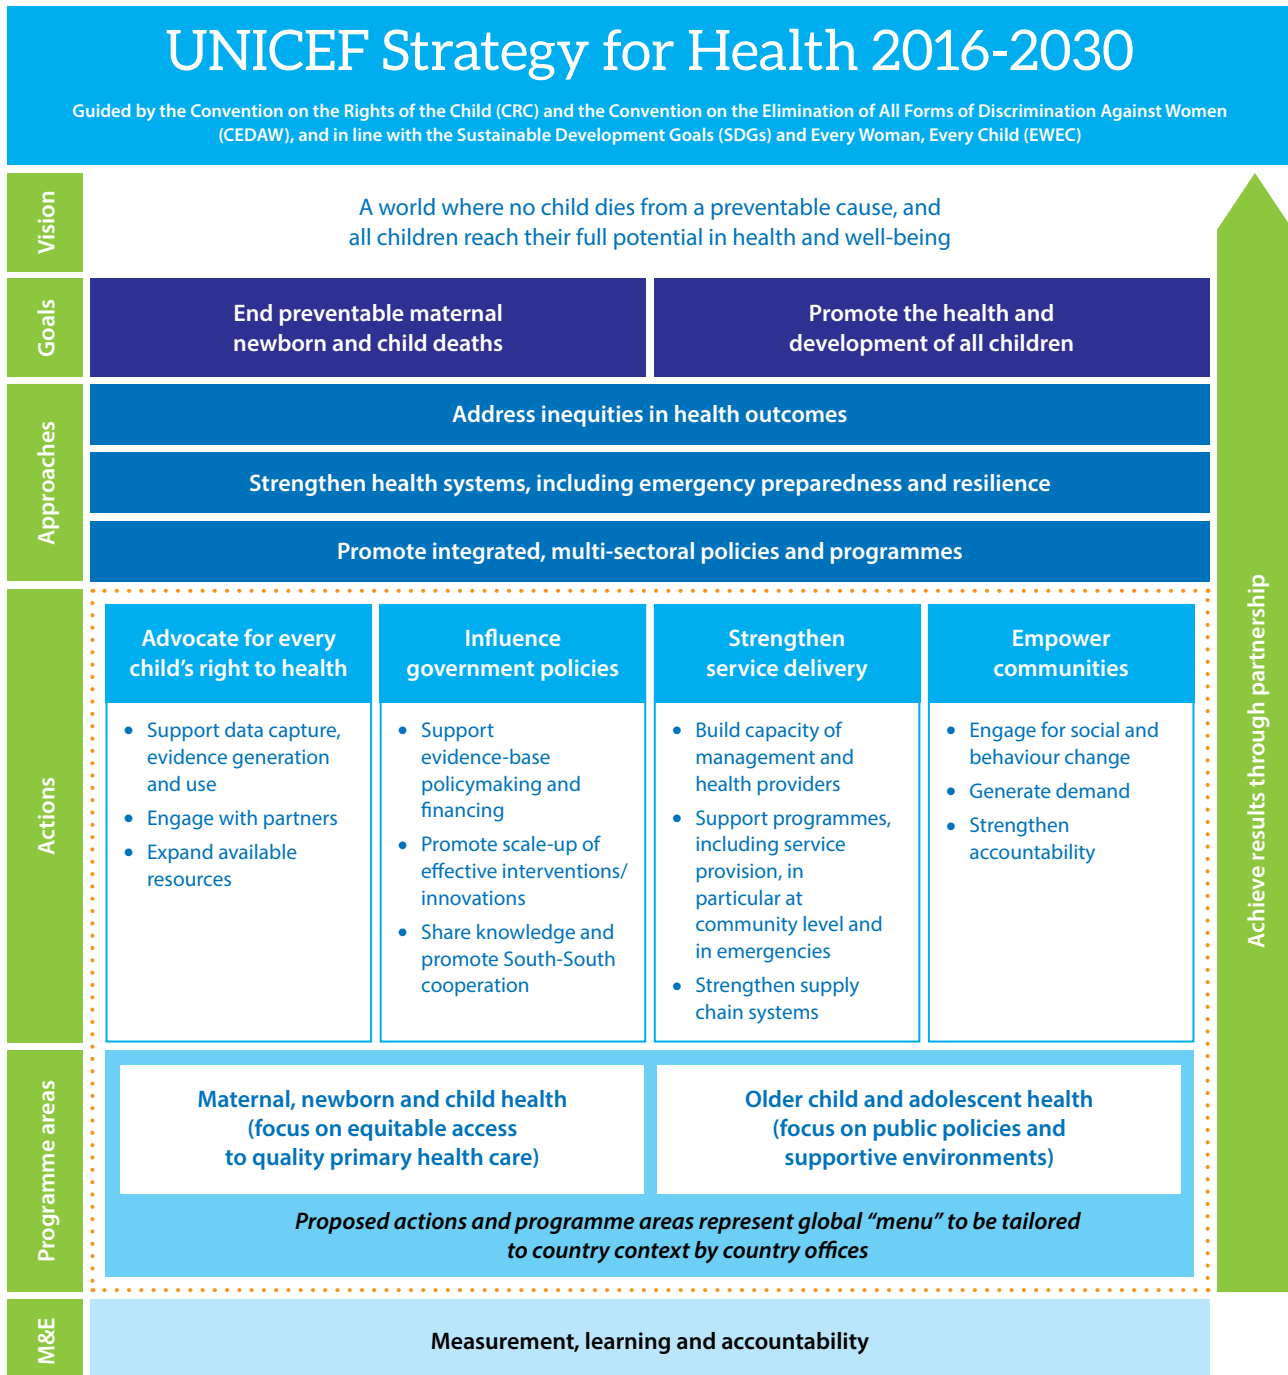 UNICEF Strategy for Health 2016-2030
Guided by the Convention on the Rights of the Child (CRC) and the Convention on the Elimination of All Forms of Discrimination Against Women
(CEDAW), and in line with the Sustainable Development Goals (SDGs) and Every Woman, Every Child (EWEC)
Vision
A world where no child dies from a preventable cause, and
all children reach their full potential in health and well-being
Goals
End preventable maternal
newborn and child deaths
Promote the health and
development of all children
Approaches
Address inequities in health outcomes
Strengthen health systems, including emergency preparedness and resilience
Promote integrated, multi-sectoral policies and programmes
Actions
Advocate for every
child's right to health
• Support data capture,
evidence generation
and use
• Engage with partners
• Expand available
resources
Influence
government policies
• Support
evidence-base
policymaking and
financing
• Promote scale-up of
effective interventions/
innovations
• Share knowledge and
promote South-South
cooperation
Strengthen
service delivery
• Build capacity of
management and
health providers
• Support programmes,
including service
provision, in
particular at
community level and
in emergencies
• Strengthen supply
chain systems
Empower
communities
• Engage for social and
behaviour change
• Generate demand
• Strengthen
accountability
Programme areas
Maternal, newborn and child health
(focus on equitable access
to quality primary health care)
Older child and adolescent health
(focus on public policies and
supportive environments)
Proposed actions and programme areas represent global “menu” to be tailored
to country context by country offices
M&E
Measurement, learning and accountability
Achieve results through partnership